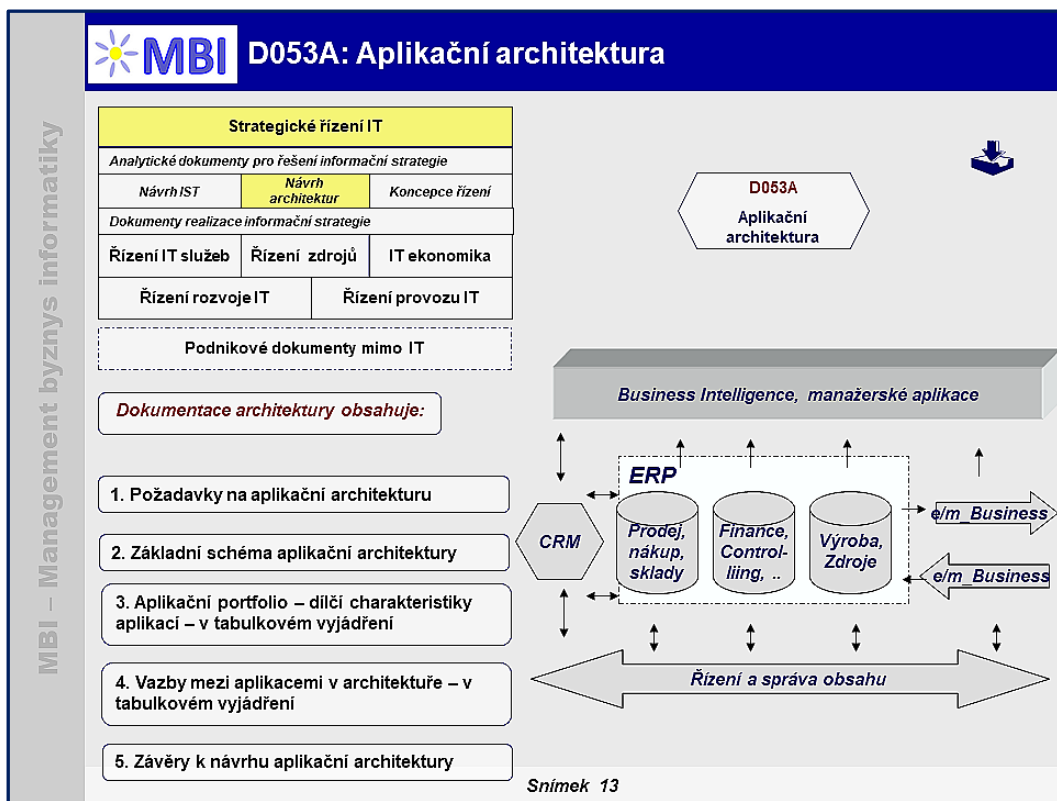 MBI – Management byznys informatiky
MBI
D053A: Aplikační architektura
Strategické řízení IT
Analytické dokumenty pro řešení informační strategie
Návrh IST
Návrh
architektur
Koncepce řízení
Dokumenty realizace informační strategie
Řízení IT služeb
Řízení zdrojů
IT ekonomika
Řízení rozvoje IT
Řízení provozu IT
Podnikové dokumenty mimo IT
Dokumentace architektury obsahuje:
1. Požadavky na aplikační architekturu
2. Základní schéma aplikační architektury
3. Aplikační portfolio – dílčí charakteristiky
aplikací – v tabulkovém vyjádření
4. Vazby mezi aplikacemi v architektuře – v
tabulkovém vyjádření
5. Závěry k návrhu aplikační architektury
D053A
Aplikační
architektura
Business Intelligence, manažerské aplikace
ERP
CRM
Prodej,
nákup,
sklady
Finance,
Control-
liing, ..
Výroba,
Zdroje
e/m_Business
e/m_Business
Řízení a správa obsahu
Snímek 13